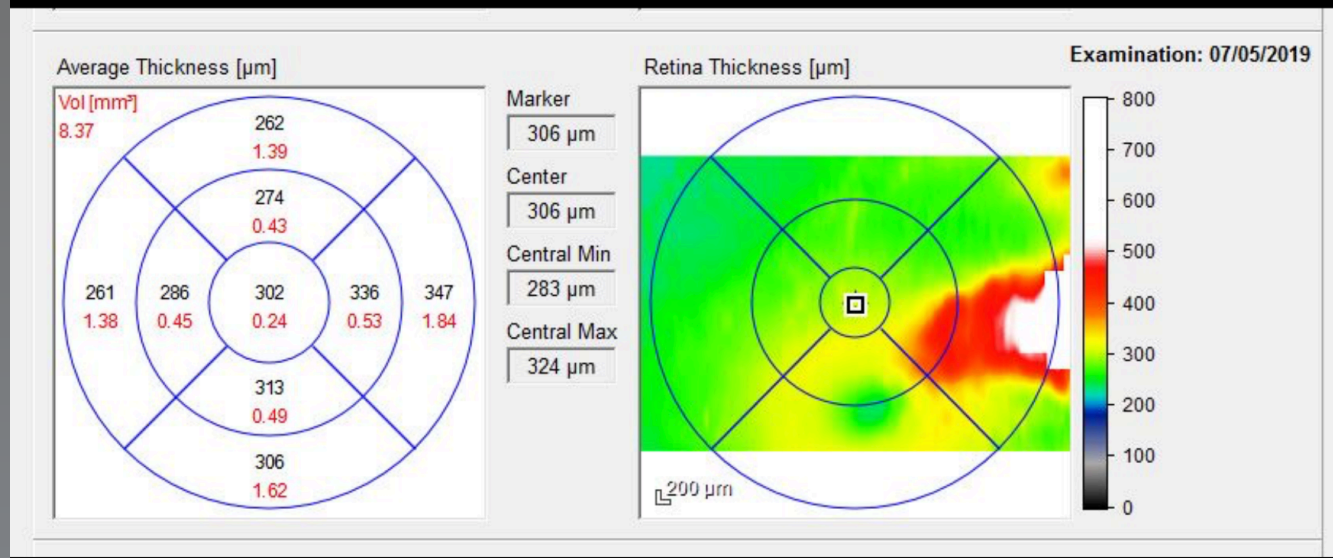 Examination: 07/05/2019
Average Thickness [µm]
Vol [mm³]
8.37
262
1.39
274
0.43
261
1.38
286
0.45
302
0.24
336
0.53
347
1.84
313
0.49
306
1.62
Marker
306 µm
Center
306 µm
Central Min
283 µm
Central Max
324 µm
Retina Thickness [µm]
200 µm
800
700
600
500
400
300
200
100
0